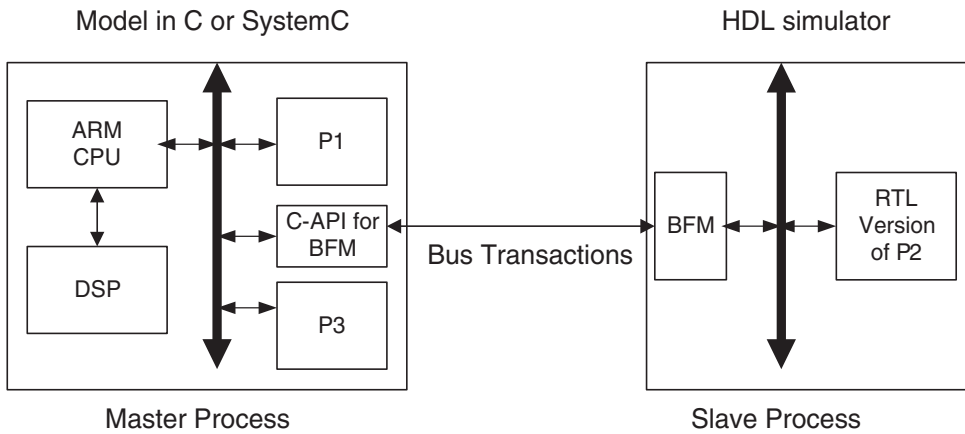 Model in C or SystemC
HDL simulator
ARM
CPU
P1
C-API for
BFM
DSP
P3
Bus Transactions
BFM
RTL
Version
of P2
Master Process
Slave Process